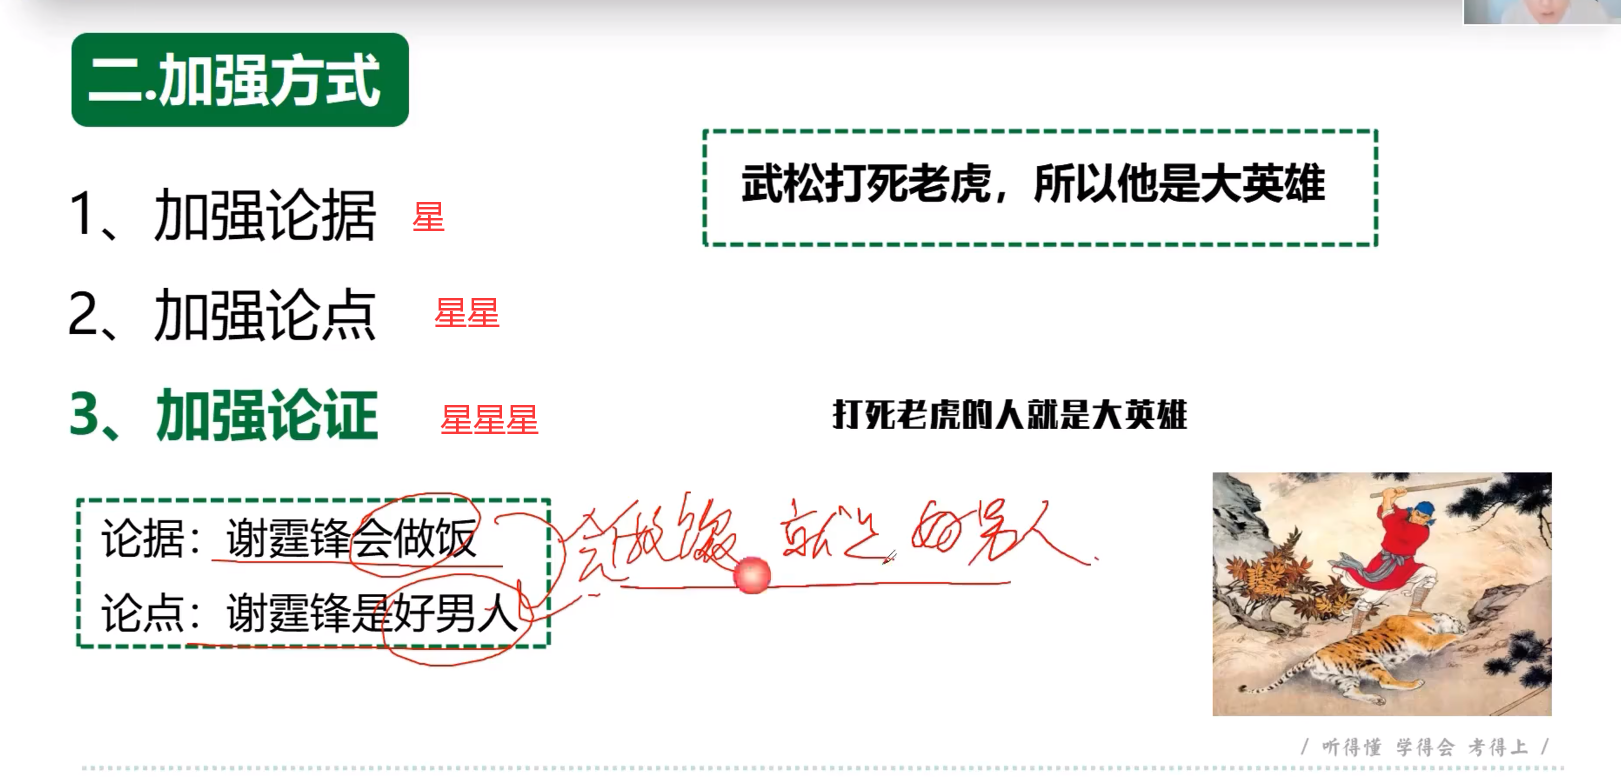 二.加强方式
武松打死老虎，所以他是大英雄
1、加强论据 星
2、加强论点 星星
3、加强论证 星星星
打死老虎的人就是大英雄
论据：谢霆锋会做饭
会做饭 就是 好男人
论点：谢霆锋是好男人
/ 听得懂 学得会 考得上 /